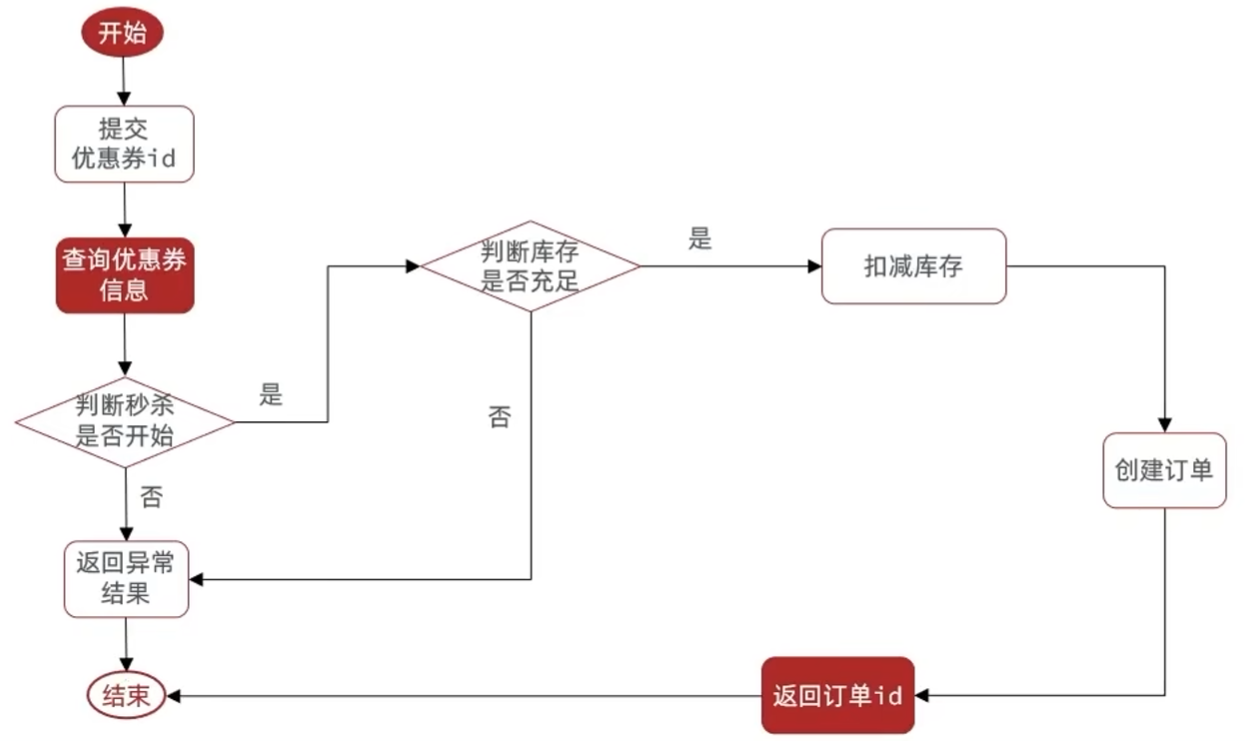 开始
提交
优惠券id
查询优惠券
信息
判断秒杀
是否开始
是
否
返回异常
结果
结束
判断库存
是否充足
是
否
扣减库存
创建订单
返回订单id